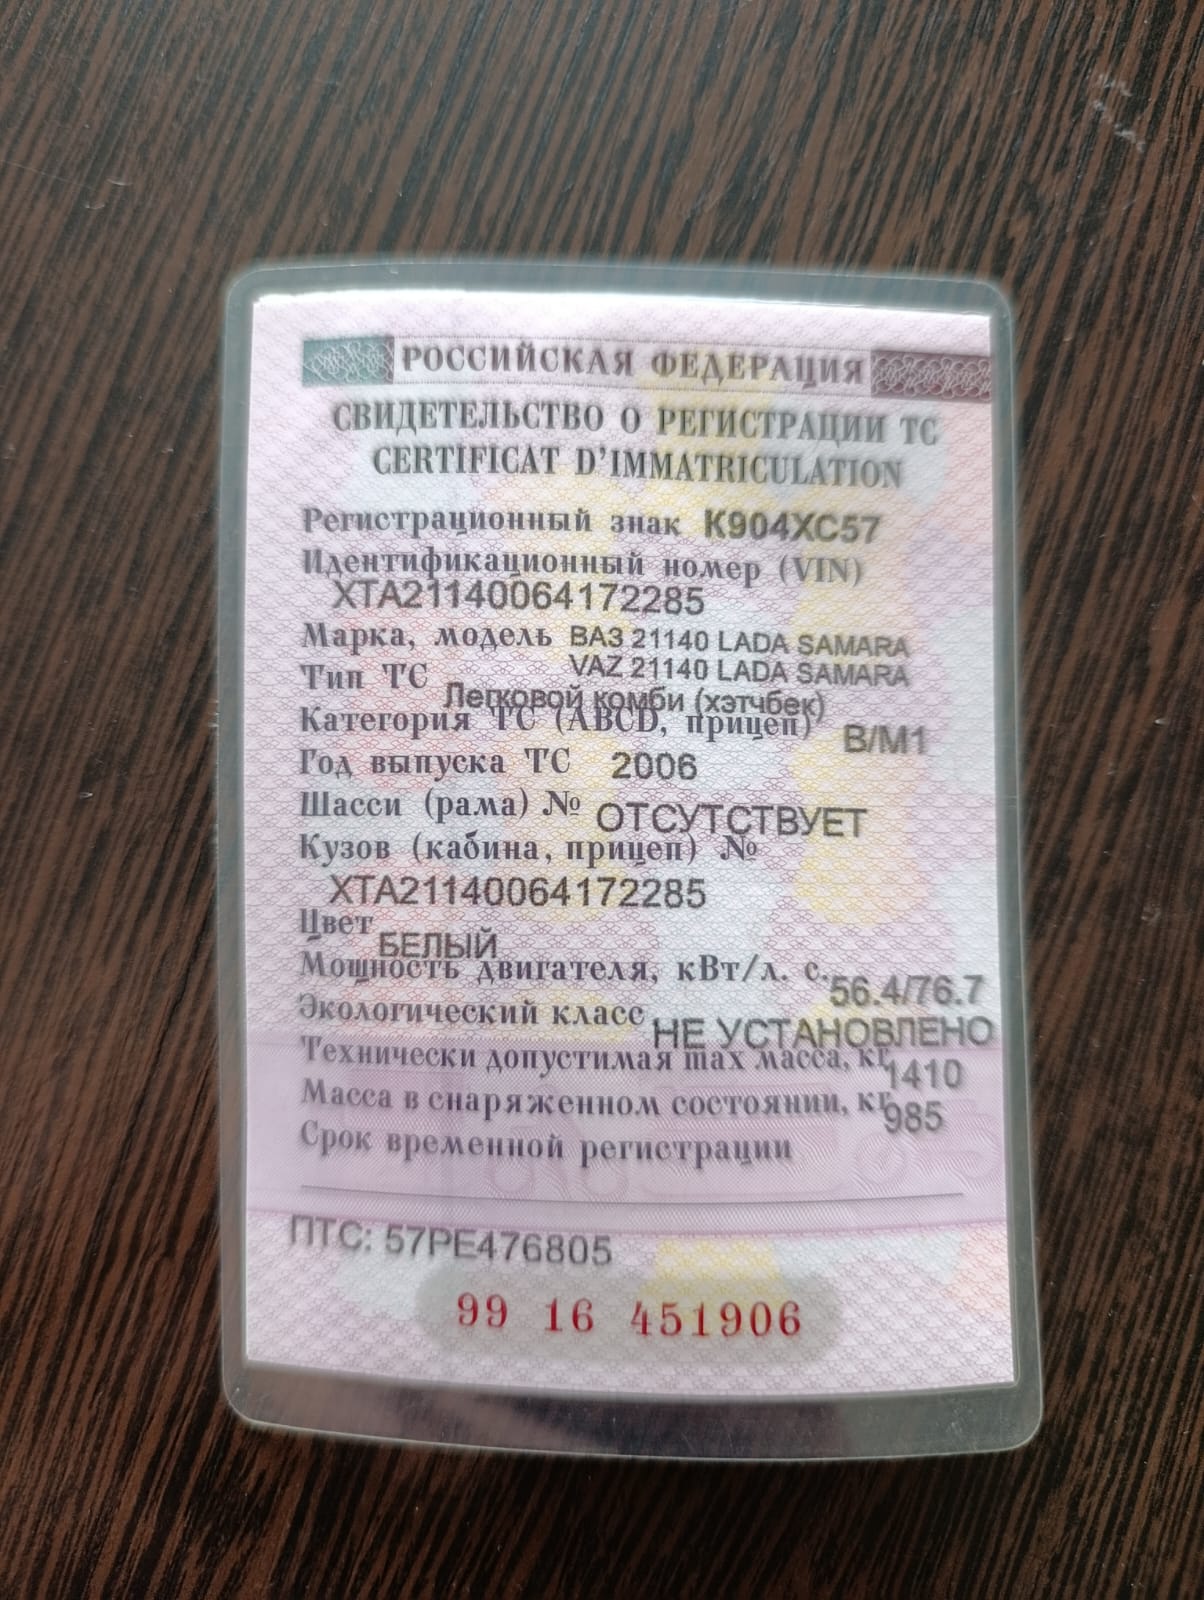 РОССИЙСКАЯ ФЕДЕРАЦИЯ
СВИДЕТЕЛЬСТВО О РЕГИСТРАЦИИ ТС
CERTIFICAT D'IMMATRICULATION
Регистрационный знак К904ХС57
Идентификационный номер (VIN)
XTA21140064172285
Марка, модель ВАЗ 21140 LADA SAMARA
VAZ 21140 LADA SAMARA
Тип ТС Легковой комби (хэтчбек)
Категория ТС (ABCD, прицеп) B/M1
Год выпуска ТС 2006
Шасси (рама) № ОТСУТСТВУЕТ
Кузов (кабина, прицеп) №
XTA21140064172285
Цвет БЕЛЫЙ
Мощность двигателя, кВт/л. с. 56.4/76.7
Экологический класс НЕ УСТАНОВЛЕНО
Технически допустимая max масса, кг 1410
Масса в снаряженном состоянии, кг 985
Срок временной регистрации
ПТС: 57РЕ476805
99 16 451906